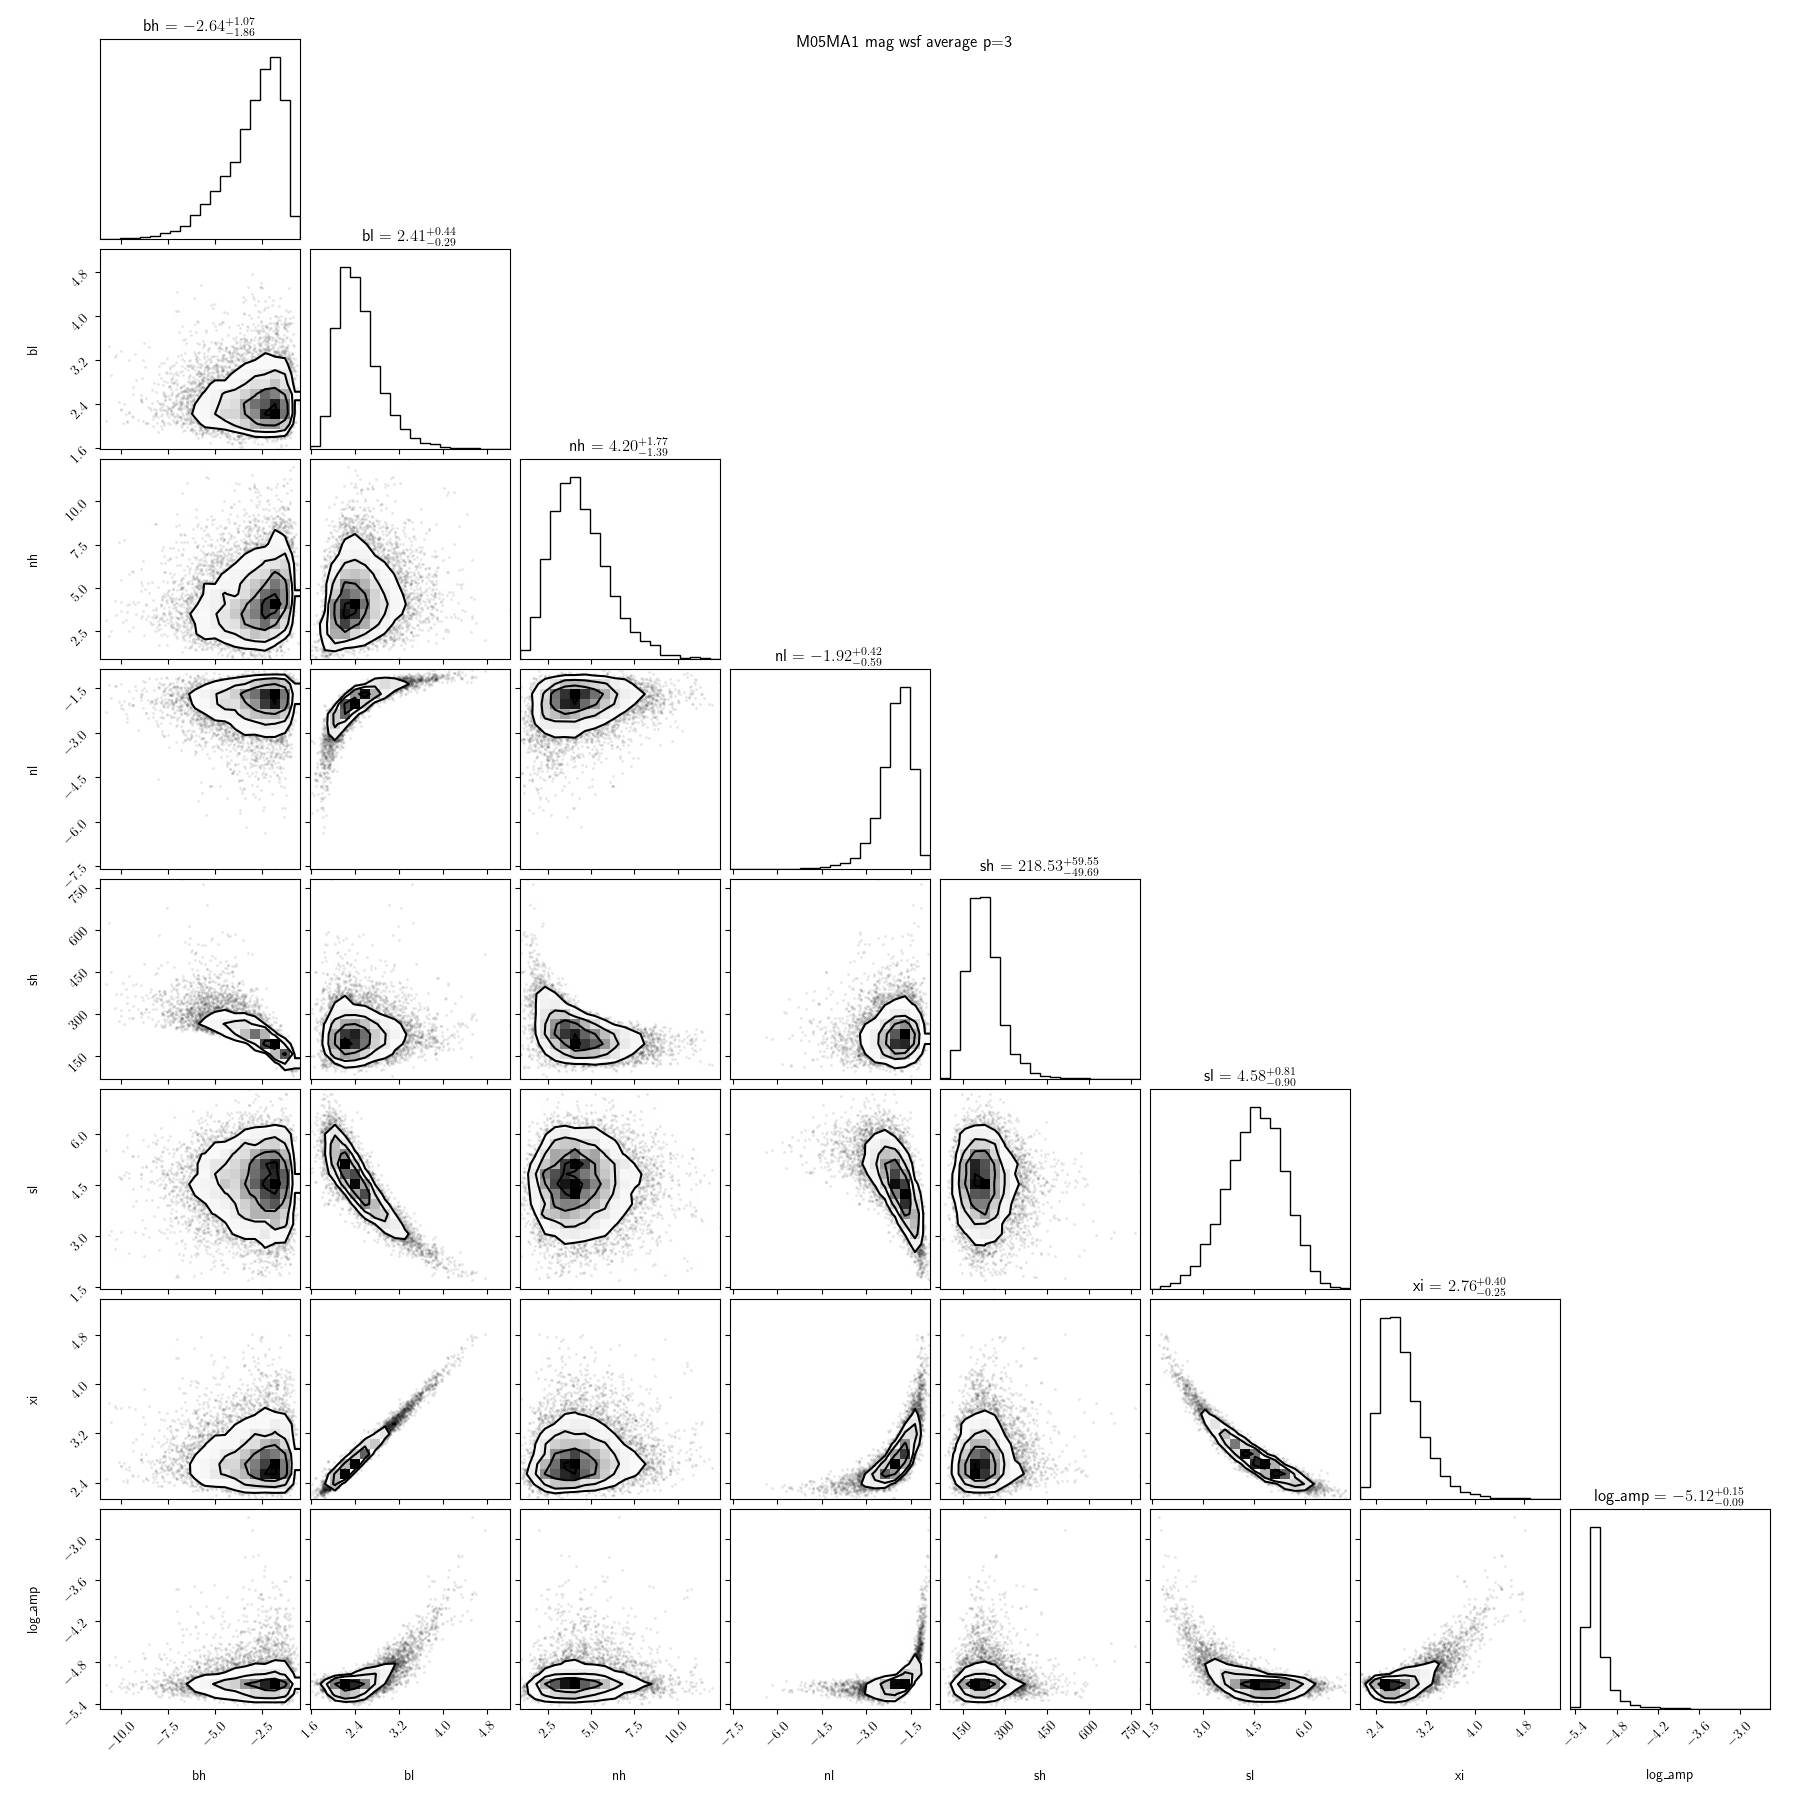 M05MA1 mag wsf average p=3
bh = −2.64 +1.07 −1.86
bl = 2.41 +0.44 −0.29
nh = 4.20 +1.77 −1.39
nl = −1.92 +0.42 −0.59
sh = 218.53 +59.55 −49.69
sl = 4.58 +0.81 −0.90
xi = 2.76 +0.40 −0.25
log_amp = −5.12 +0.15 −0.09
bl
4.8
4.0
3.2
2.4
1.6
nh
10.0
7.5
5.0
2.5
nl
−1.5
−3.0
−4.5
−6.0
−7.5
sh
750
600
450
300
150
sl
6.0
4.5
3.0
1.5
xi
4.8
4.0
3.2
2.4
log_amp
−3.0
−3.6
−4.2
−4.8
−5.4
−10.0 −7.5 −5.0 −2.5 1.6 2.4 3.2 4.0 4.8 2.5 5.0 7.5 10.0 −7.5 −6.0 −4.5 −3.0 −1.5 150 300 450 600 750 1.5 3.0 4.5 6.0 2.4 3.2 4.0 4.8 −5.4 −4.8 −4.2 −3.6 −3.0
bh bl nh nl sh sl xi log_amp